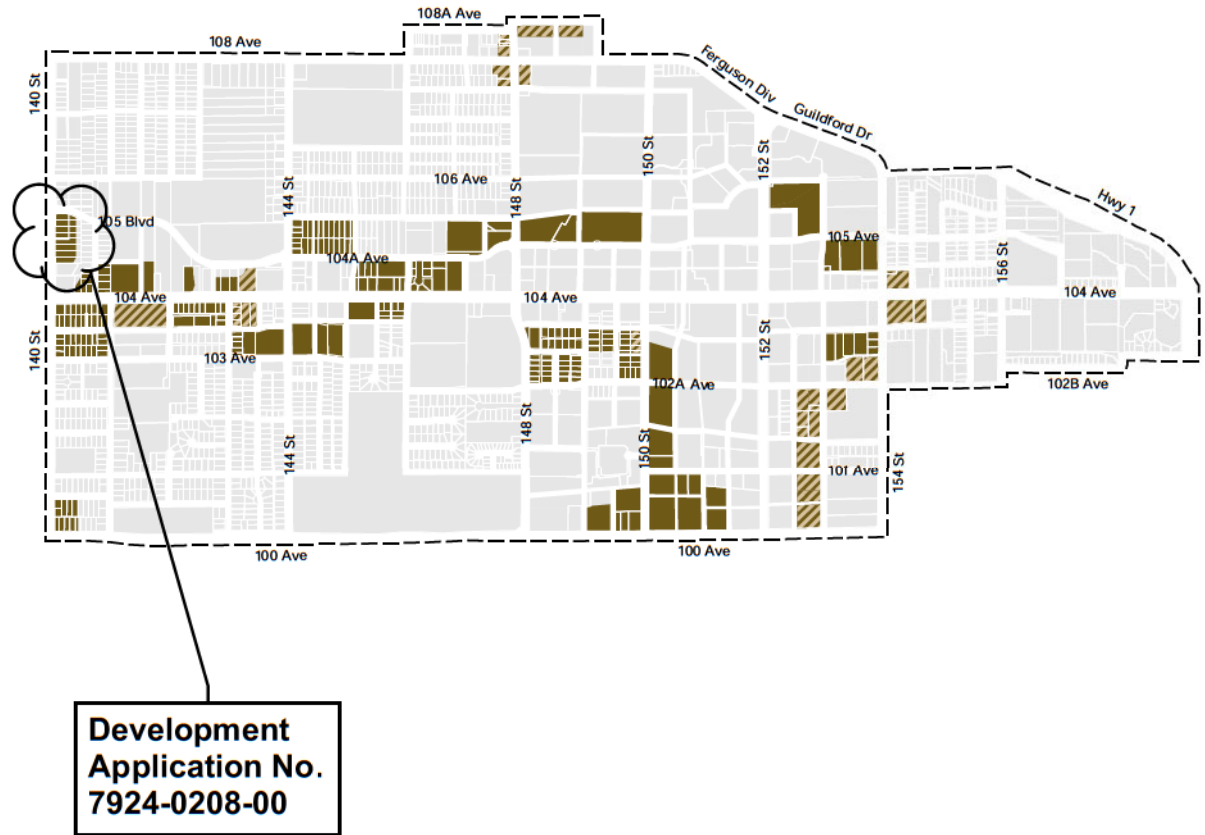 108A Ave
108 Ave
140 St
Ferguson Div
Guildford Dr
150 St
152 St
106 Ave
144 St
148 St
Hwy 1
105 Blvd
105 Ave
104A Ave
156 St
104 Ave
104
104 Ave
140 St
152 St
103 Ave
102A Ave
102B Ave
148 St
144 St
150 St
101 Ave
154 St
100 Ave
100 Ave
Development
Application No.
7924-0208-00